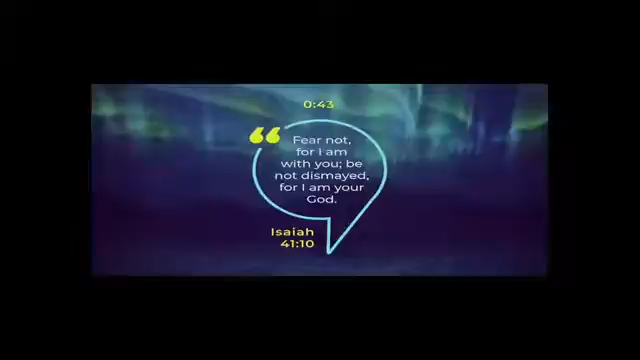 0:43
“
Fear not,
for I am
with you; be
not dismayed,
for I am your
God.
Isaiah
41:10